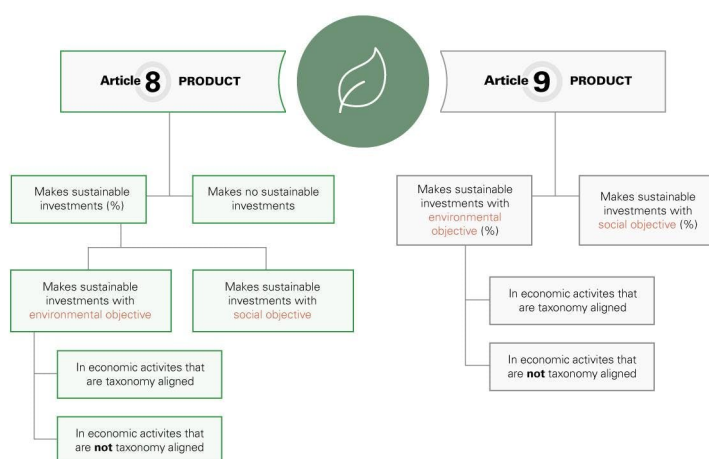 Article 8 PRODUCT
Article 9 PRODUCT
Makes sustainable
investments (%)
Makes no sustainable
investments
Makes sustainable
investments with
environmental objective
Makes sustainable
investments with
social objective
In economic activites that
are taxonomy aligned
In economic activites that
are not taxonomy aligned
Makes sustainable
investments with
environmental
objective (%)
Makes sustainable
investments with
social objective (%)
In economic activites that
are taxonomy aligned
In economic activites that
are not taxonomy aligned